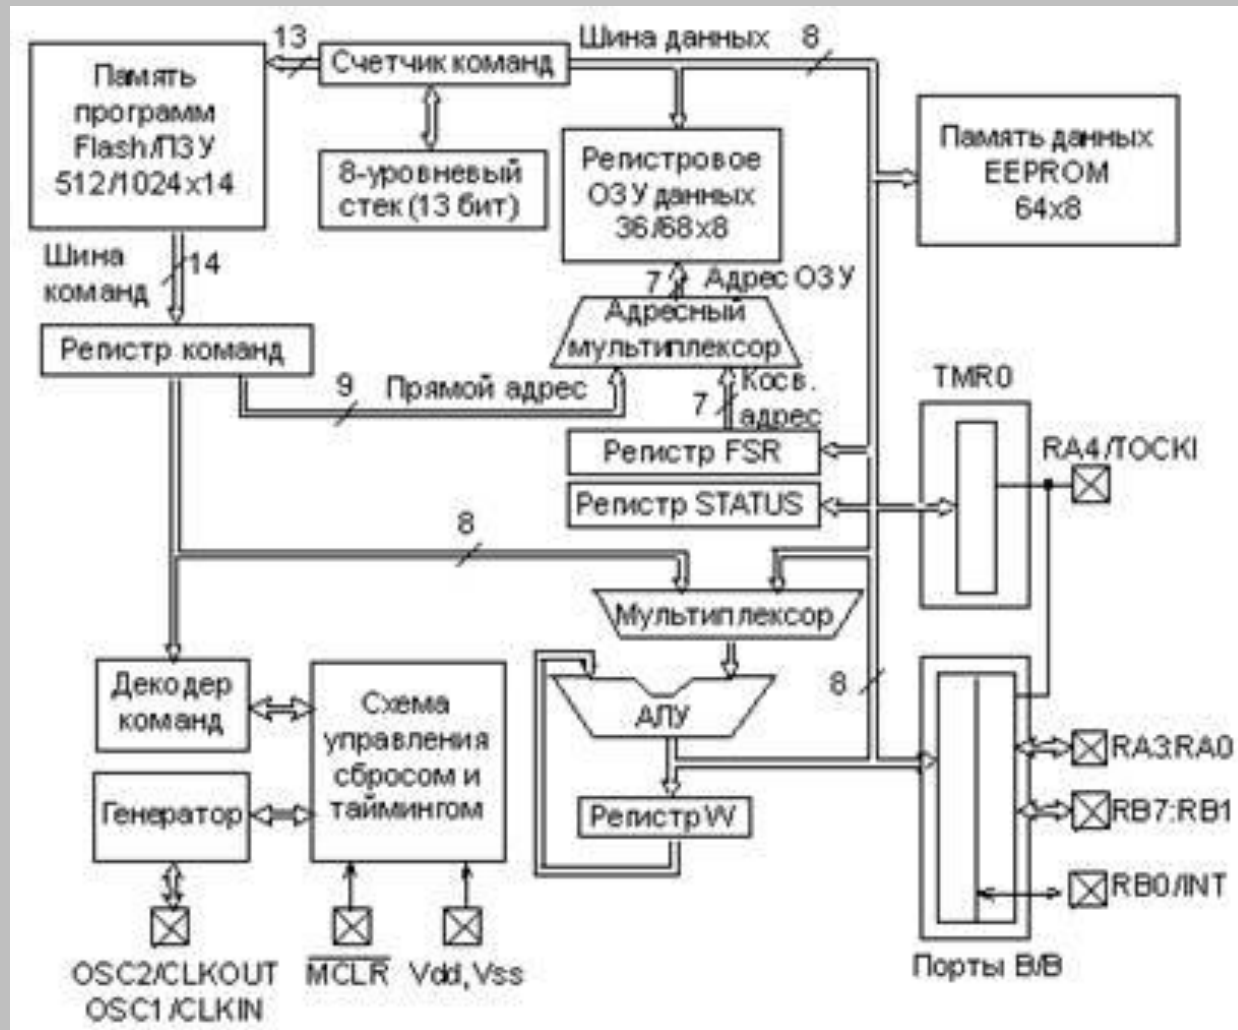 13
Счетчик команд
Шина данных
8
Память
программ
Flash/ПЗУ
512/1024x14
8-уровневый
стек (13 бит)
Регистровое
ОЗУ данных
36/68x8
Память данных
EEPROM
64x8
Шина
команд
14
7
Адрес ОЗУ
Адресный
мультиплексор
Регистр команд
9
Прямой адрес
7
Косв.
адрес
TMR0
RA4/TOCKI
Регистр FSR
Регистр STATUS
8
Мультиплексор
Декодер
команд
Схема
управления
сбросом и
таймингом
АЛУ
8
Генератор
Регистр W
RA3:RA0
RB7:RB1
RB0/INT
OSC2/CLKOUT
OSC1/CLKIN
MCLR
Vdd, Vss
Порты В/В